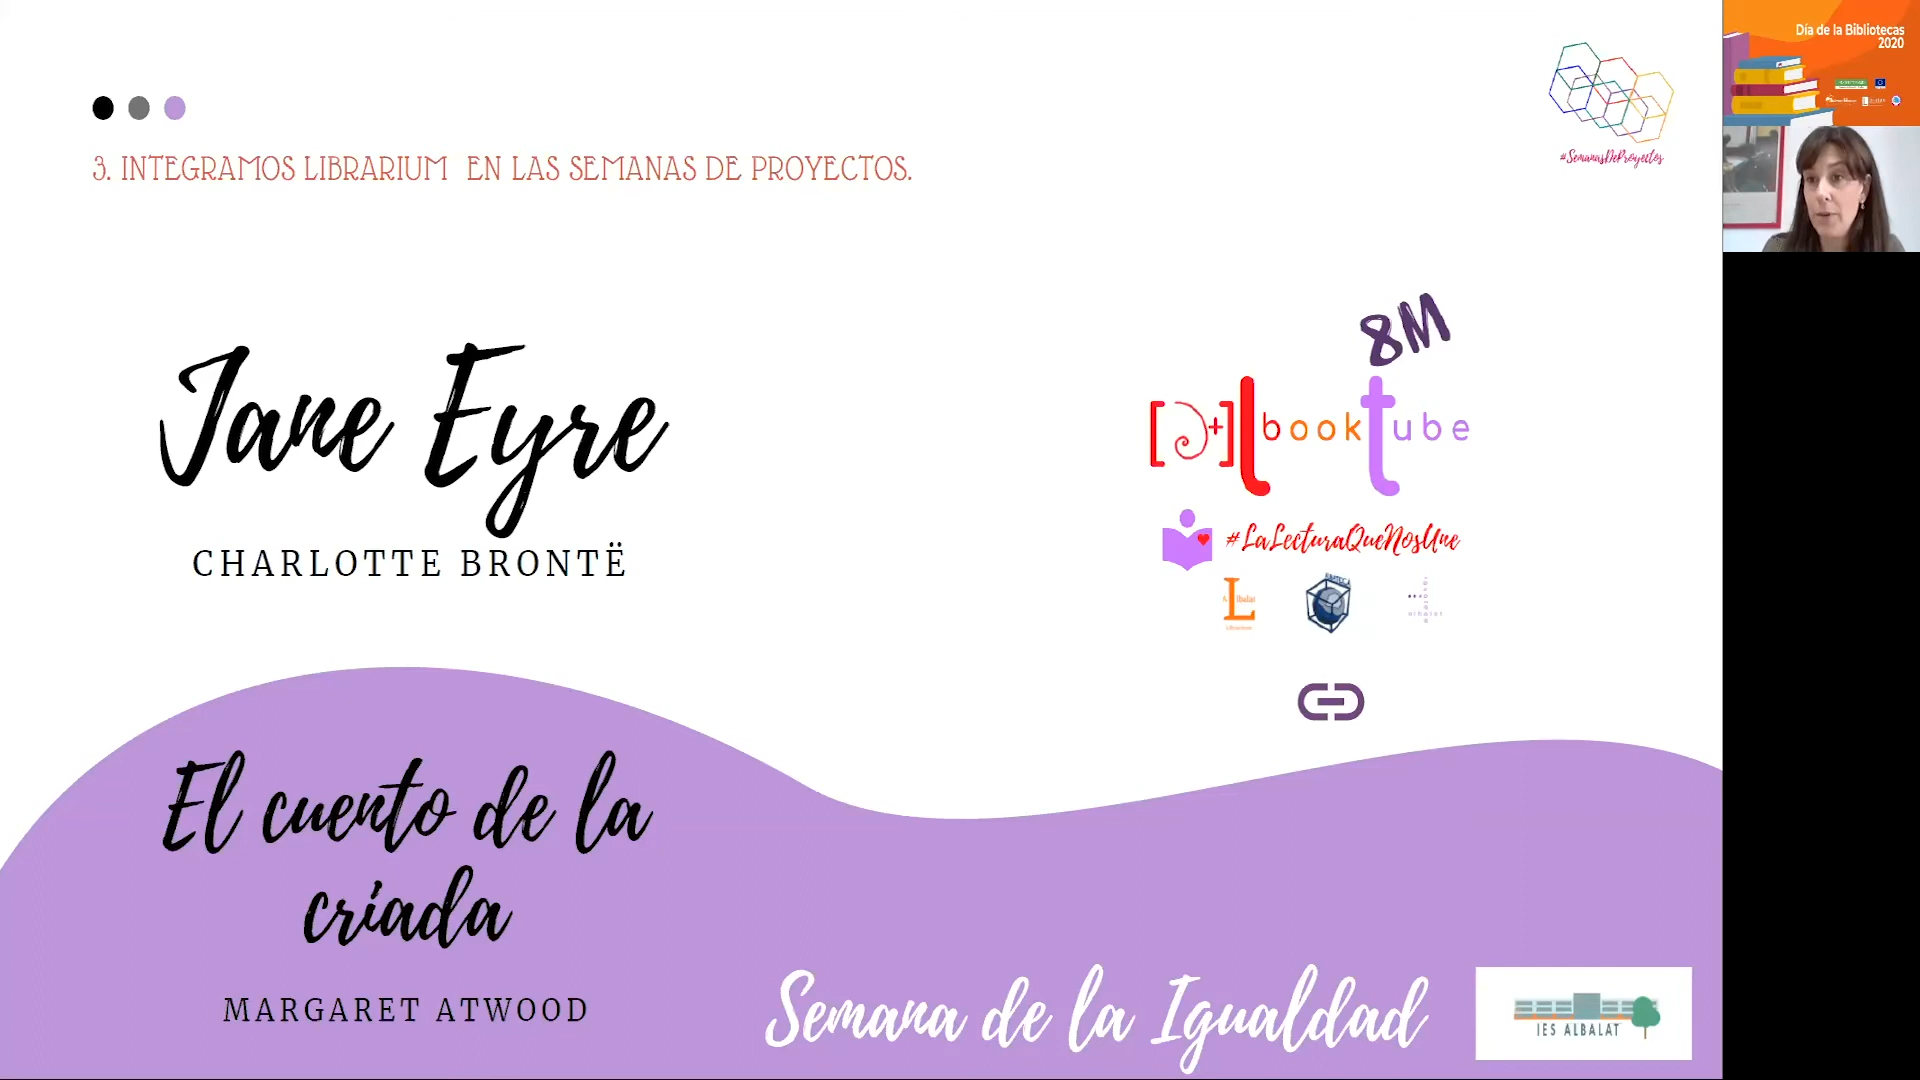 3. INTEGRAMOS LIBRARIUM EN LAS SEMANAS DE PROYECTOS.
#SemanasDeProyectos
Día de la Bibliotecas
2020
Jane Eyre
CHARLOTTE BRONTË
8M
[+] l booktube
#LaLecturaQueNosUne
El cuento de la
criada
MARGARET ATWOOD
Semana de la Igualdad
IES ALBALAT